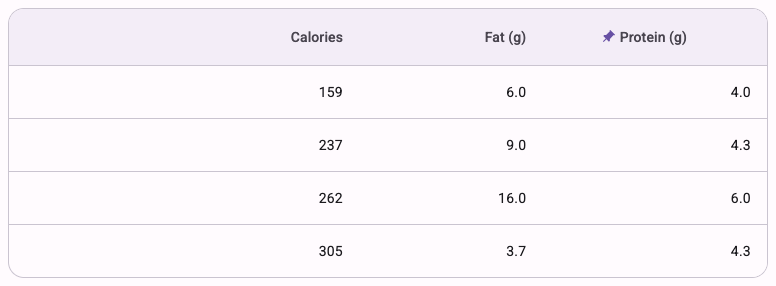 Calories Fat (g) Protein (g)
159 6.0 4.0
237 9.0 4.3
262 16.0 6.0
305 3.7 4.3